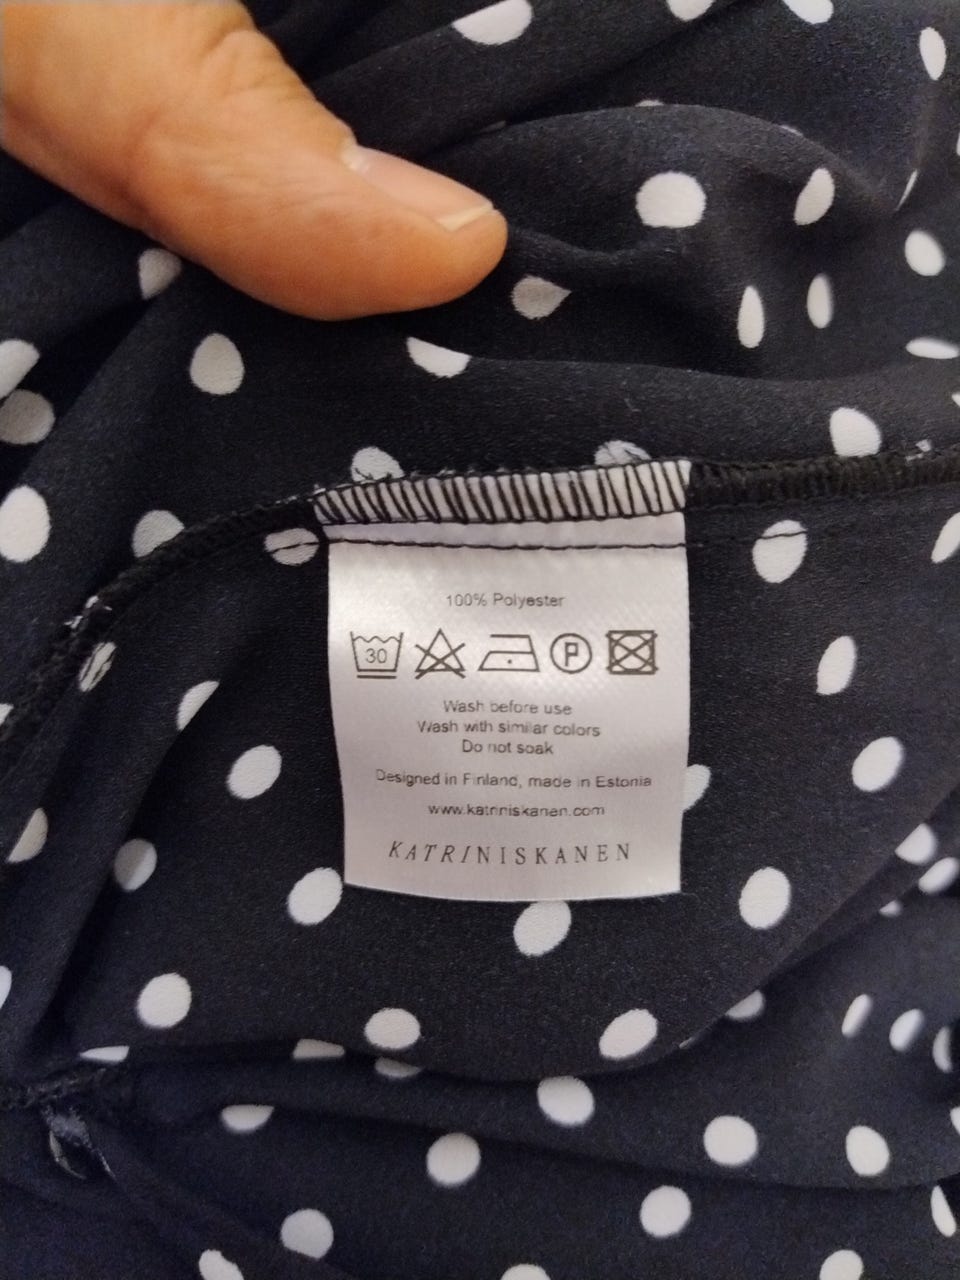 100% Polyester
30 P
Wash before use
Wash with similar colors
Do not soak
Designed in Finland, made in Estonia
www.katriniskanen.com
KATRINISKANEN